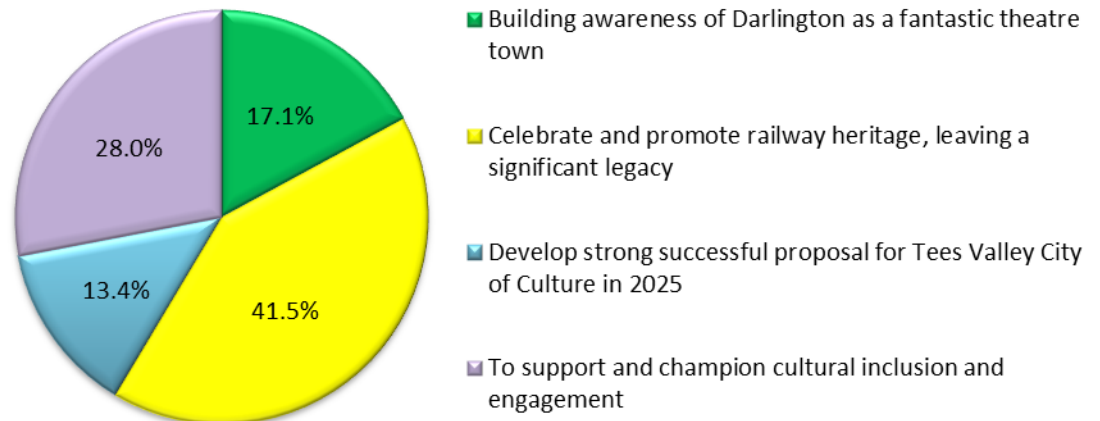 17.1%
28.0%
13.4%
41.5%
Building awareness of Darlington as a fantastic theatre
town
Celebrate and promote railway heritage, leaving a
significant legacy
Develop strong successful proposal for Tees Valley City
of Culture in 2025
To support and champion cultural inclusion and
engagement